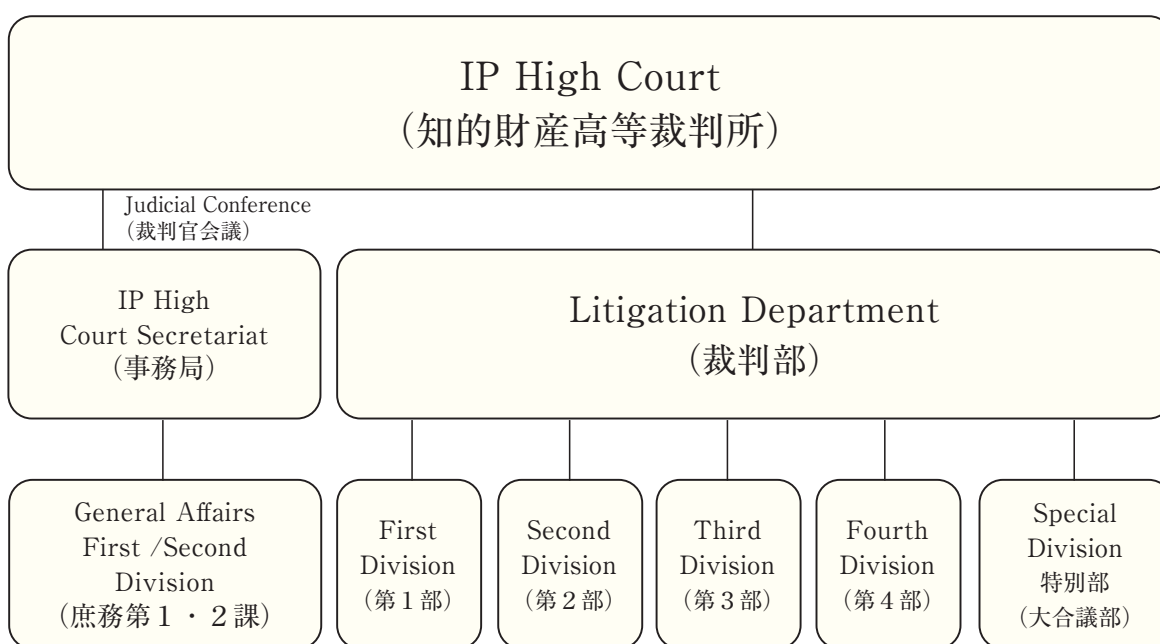 IP High Court
（知的財産高等裁判所）
Judicial Conference
（裁判官会議）
IP High
Court Secretariat
（事務局）
Litigation Department
（裁判部）
General Affairs
First /Second
Division
（庶務第１・２課）
First
Division
（第１部）
Second
Division
（第２部）
Third
Division
（第３部）
Fourth
Division
（第４部）
Special
Division
特別部
（大合議部）